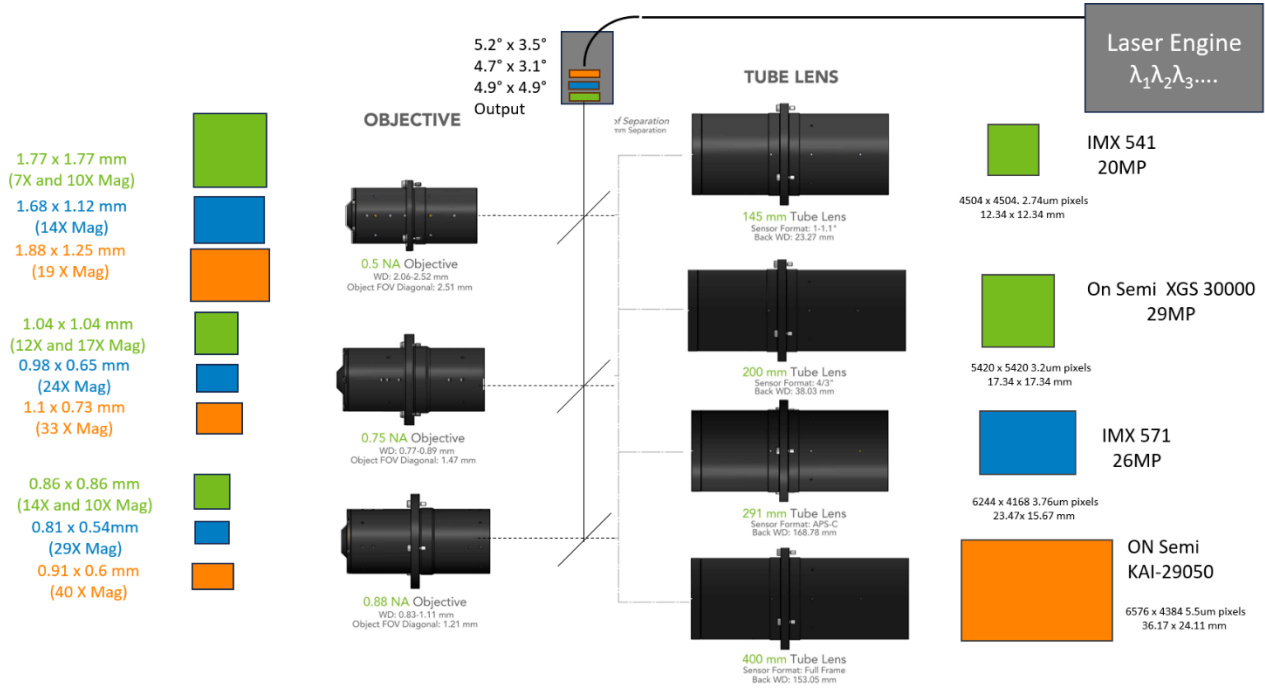 5.2° x 3.5°
4.7° x 3.1°
4.9° x 4.9°
Output
Laser Engine
λ1λ2λ3....
OBJECTIVE
TUBE LENS
of Separation
mm Separation
1.77 x 1.77 mm
(7X and 10X Mag)
1.68 x 1.12 mm
(14X Mag)
1.88 x 1.25 mm
(19 X Mag)
1.04 x 1.04 mm
(12X and 17X Mag)
0.98 x 0.65 mm
(24X Mag)
1.1 x 0.73 mm
(33 X Mag)
0.86 x 0.86 mm
(14X and 10X Mag)
0.81 x 0.54mm
(29X Mag)
0.91 x 0.6 mm
(40 X Mag)
0.5 NA Objective
WD: 2.06-2.52 mm
Object FOV Diagonal: 2.51 mm
0.75 NA Objective
WD: 0.77-0.89 mm
Object FOV Diagonal: 1.47 mm
0.88 NA Objective
WD: 0.83-1.11 mm
Object FOV Diagonal: 1.21 mm
145 mm Tube Lens
Sensor Format: 1-1.1"
Back WD: 23.27 mm
200 mm Tube Lens
Sensor Format: 4/3"
Back WD: 38.03 mm
291 mm Tube Lens
Sensor Format: APS-C
Back WD: 168.78 mm
400 mm Tube Lens
Sensor Format: Full Frame
Back WD: 153.05 mm
IMX 541
20MP
4504 x 4504. 2.74um pixels
12.34 x 12.34 mm
On Semi XGS 30000
29MP
5420 x 5420 3.2um pixels
17.34 x 17.34 mm
IMX 571
26MP
6244 x 4168 3.76um pixels
23.47x 15.67 mm
ON Semi
KAI-29050
6576 x 4384 5.5um pixels
36.17 x 24.11 mm